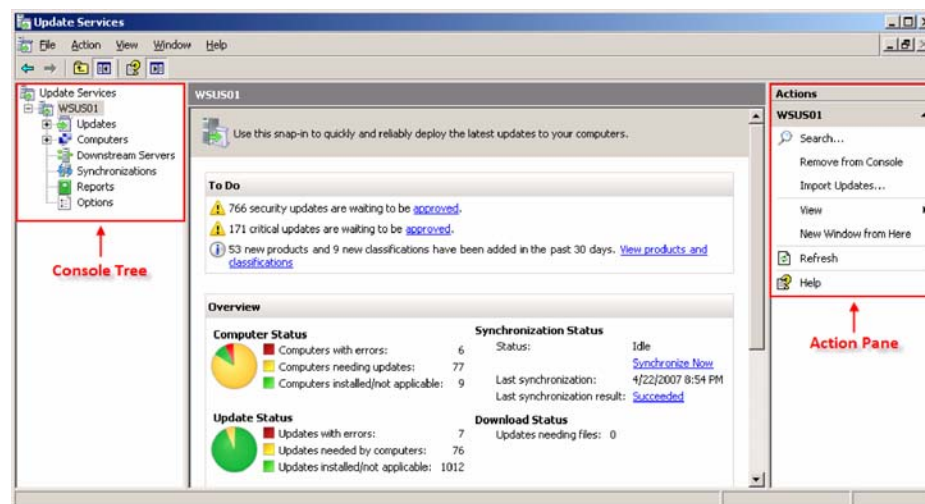 Update Services
File Action View Window Help
Update Services
WSUS01
Updates
Computers
Downstream Servers
Synchronizations
Reports
Options
Console Tree
WSUS01
Use this snap-in to quickly and reliably deploy the latest updates to your computers.
To Do
766 security updates are waiting to be approved.
171 critical updates are waiting to be approved.
53 new products and 9 new classifications have been added in the past 30 days. View products and
classifications
Overview
Computer Status
Computers with errors: 6
Computers needing updates: 77
Computers installed/not applicable: 9
Update Status
Updates with errors: 7
Updates needed by computers: 76
Updates installed/not applicable: 1012
Synchronization Status
Status: Idle
Synchronize Now
Last synchronization: 4/22/2007 8:54 PM
Last synchronization result: Succeeded
Download Status
Updates needing files: 0
Actions
WSUS01
Search...
Remove from Console
Import Updates...
View
New Window from Here
Refresh
Help
Action Pane